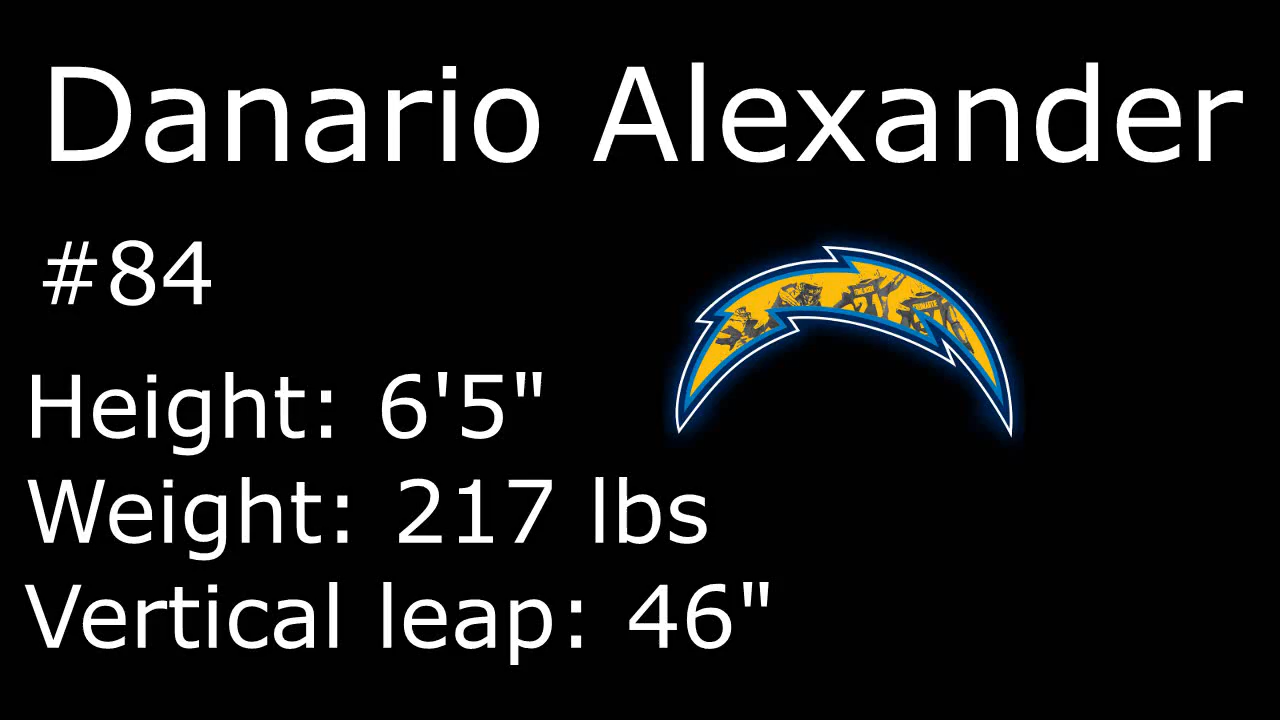 Danario Alexander
#84
Height: 6'5"
Weight: 217 lbs
Vertical leap: 46"